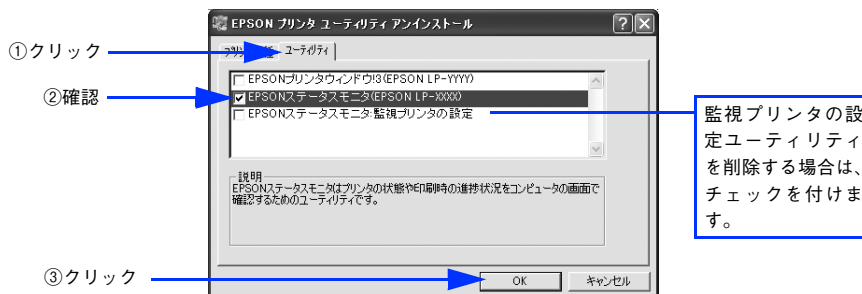 EPSON プリンタ ユーティリティ アンインストール
①クリック
ユーティリティ
EPSONプリンタウィンドウ!3(EPSON LP-YYYY)
②確認
EPSONステータスモニタ(EPSON LP-XXXX)
EPSONステータスモニタ:監視プリンタの設定
監視プリンタの設
定ユーティリティ
を削除する場合は、
チェックを付けま
す。
説明
EPSONステータスモニタはプリンタの状態や印刷時の進捗状況をコンピュータの画面で
確認するためのユーティリティです。
③クリック
OK
キャンセル